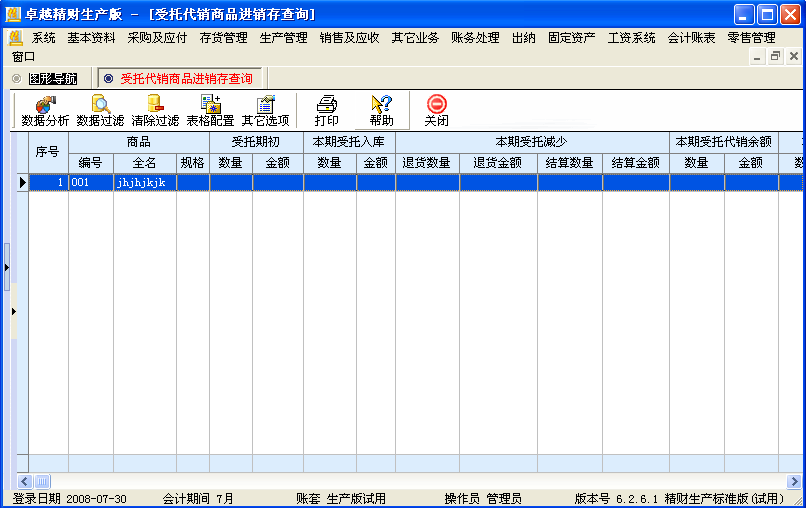 卓越精财生产版 - [受托代销商品进销存查询]
系统 基本资料 采购及应付 存货管理 生产管理 销售及应收 其它业务 账务处理 出纳 固定资产 工资系统 会计账表 零售管理
窗口
图形导航 受托代销商品进销存查询
数据分析 数据过滤 清除过滤 表格配置 其它选项 打印 帮助 关闭
序号 商品 受托期初 本期受托入库 本期受托减少 本期受托代销余额
编号 全名 规格 数量 金额 数量 金额 退货数量 退货金额 结算数量 结算金额 数量 金额
1 001 jhjhjkjk
登录日期 2008-07-30 会计期间 7月 账套 生产版试用 操作员 管理员 版本号 6.2.6.1 精财生产标准版(试用)